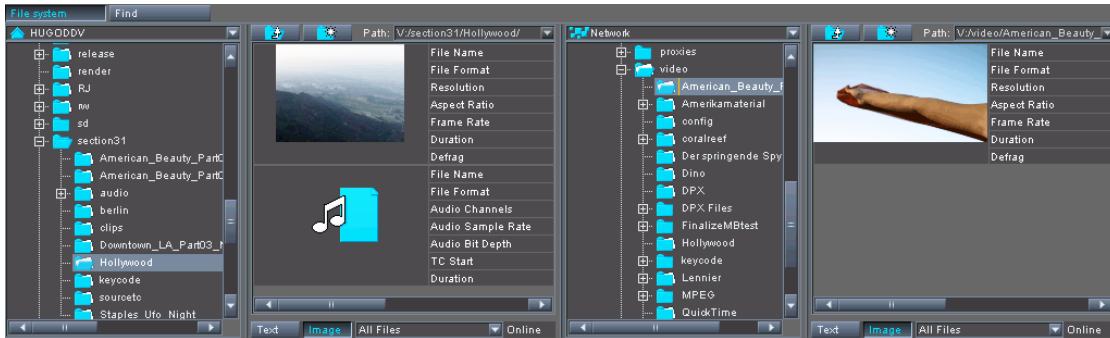 File system
Find
HUGODDV
release
render
RJ
rw
sd
section31
American_Beauty_Part0
American_Beauty_Part0
audio
berlin
clips
Downtown_LA_Part03_N
Hollywood
keycode
sourcetc
Staples_Ufo_Night
Path: V:/section31/Hollywood/
File Name
File Format
Resolution
Aspect Ratio
Frame Rate
Duration
Defrag
File Name
File Format
Audio Channels
Audio Sample Rate
Audio Bit Depth
TC Start
Duration
Text
Image
All Files
Online
Network
proxies
video
American_Beauty_F
Amerikamaterial
config
coralreef
Der springende Spy
Dino
DPX
DPX Files
FinalizeMBtest
Hollywood
keycode
Lennier
MPEG
QuickTime
Path: V:/video/American_Beauty_
File Name
File Format
Resolution
Aspect Ratio
Frame Rate
Duration
Defrag
Text
Image
All Files
Online